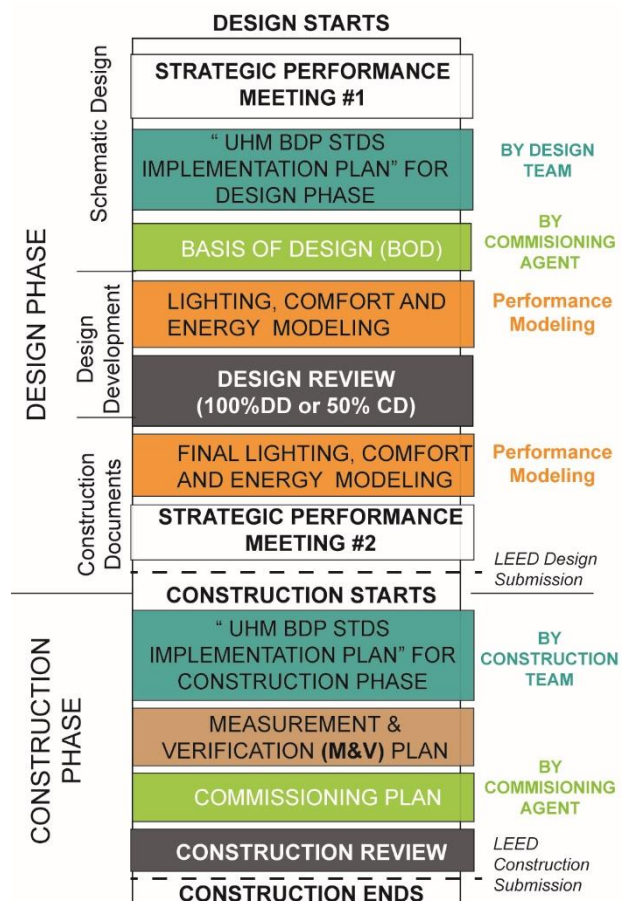 DESIGN STARTS
DESIGN PHASE
Schematic Design
STRATEGIC PERFORMANCE
MEETING #1
“ UHM BDP STDS
IMPLEMENTATION PLAN” FOR
DESIGN PHASE
BY DESIGN
TEAM
BASIS OF DESIGN (BOD)
BY
COMMISIONING
AGENT
Design
Development
LIGHTING, COMFORT AND
ENERGY MODELING
Performance
Modeling
DESIGN REVIEW
(100%DD or 50% CD)
Construction
Documents
FINAL LIGHTING, COMFORT
AND ENERGY MODELING
Performance
Modeling
STRATEGIC PERFORMANCE
MEETING #2
LEED Design
Submission
CONSTRUCTION STARTS
CONSTRUCTION
PHASE
“ UHM BDP STDS
IMPLEMENTATION PLAN” FOR
CONSTRUCTION PHASE
BY
CONSTRUCTION
TEAM
MEASUREMENT &
VERIFICATION (M&V) PLAN
COMMISSIONING PLAN
BY
COMMISIONING
AGENT
CONSTRUCTION REVIEW
LEED
Construction
Submission
CONSTRUCTION ENDS